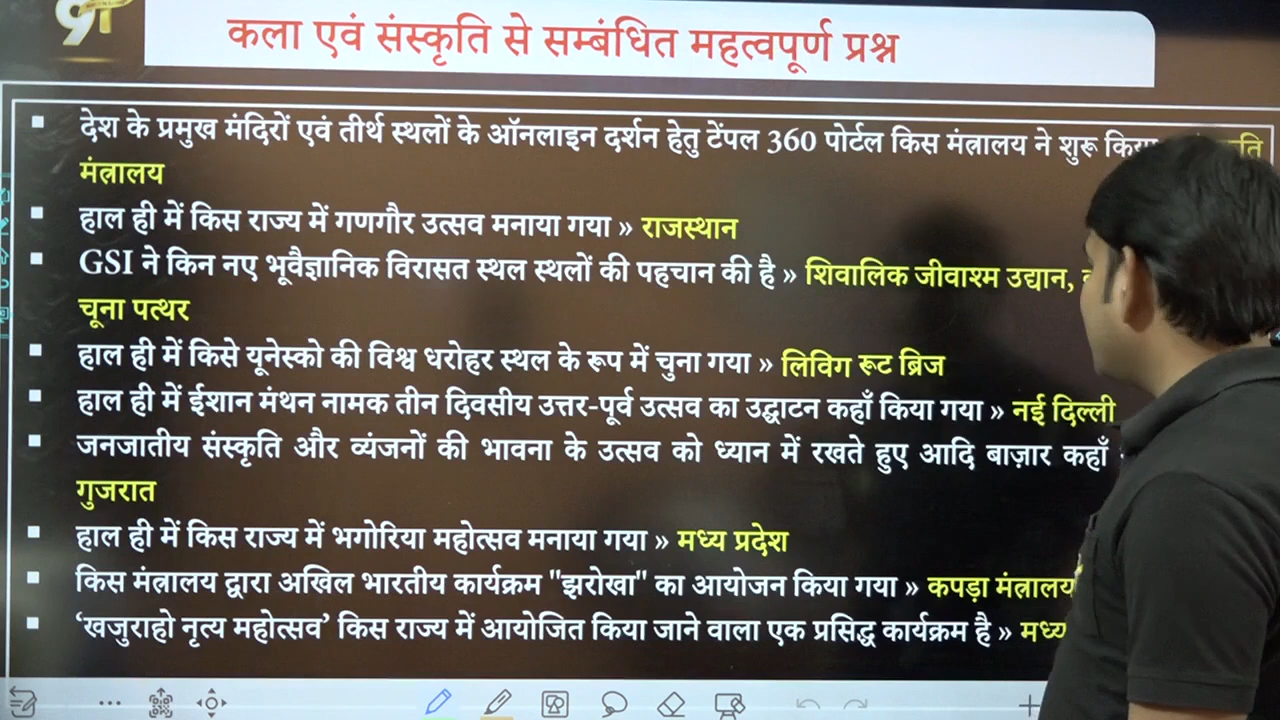 कला एवं संस्कृति से सम्बंधित महत्वपूर्ण प्रश्न
▪ देश के प्रमुख मंदिरों एवं तीर्थ स्थलों के ऑनलाइन दर्शन हेतु टेंपल 360 पोर्टल किस मंत्रालय ने शुरू
मंत्रालय
▪ हाल ही में किस राज्य में गणगौर उत्सव मनाया गया » राजस्थान
▪ GSI ने किन नए भूवैज्ञानिक विरासत स्थल स्थलों की पहचान की है » शिवालिक जीवाश्म उद्यान,
चूना पत्थर
▪ हाल ही में किसे यूनेस्को की विश्व धरोहर स्थल के रूप में चुना गया » लिविग रूट ब्रिज
▪ हाल ही में ईशान मंथन नामक तीन दिवसीय उत्तर-पूर्व उत्सव का उद्घाटन कहाँ किया गया » नई दिल्ली
▪ जनजातीय संस्कृति और व्यंजनों की भावना के उत्सव को ध्यान में रखते हुए आदि बाज़ार कहाँ
गुजरात
▪ हाल ही में किस राज्य में भगोरिया महोत्सव मनाया गया » मध्य प्रदेश
▪ किस मंत्रालय द्वारा अखिल भारतीय कार्यक्रम "झरोखा" का आयोजन किया गया » कपड़ा मंत्रालय
▪ ‘खजुराहो नृत्य महोत्सव’ किस राज्य में आयोजित किया जाने वाला एक प्रसिद्ध कार्यक्रम है » मध्य